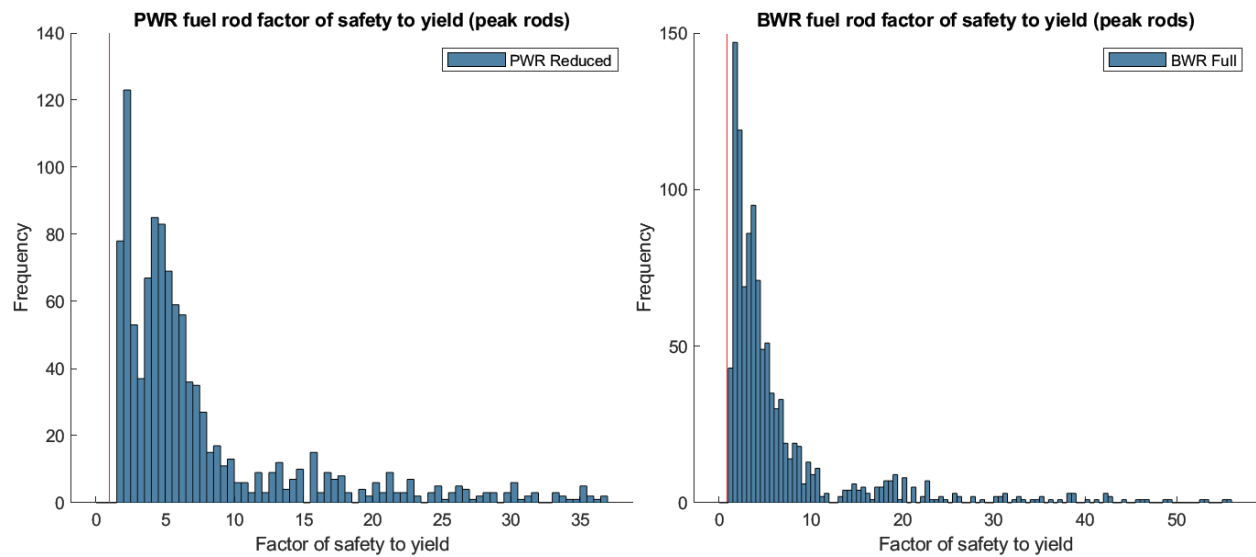 PWR fuel rod factor of safety to yield (peak rods)
PWR Reduced
140
120
100
80
60
40
20
0
Frequency
0 5 10 15 20 25 30 35
Factor of safety to yield
BWR fuel rod factor of safety to yield (peak rods)
BWR Full
150
100
50
0
Frequency
0 10 20 30 40 50
Factor of safety to yield